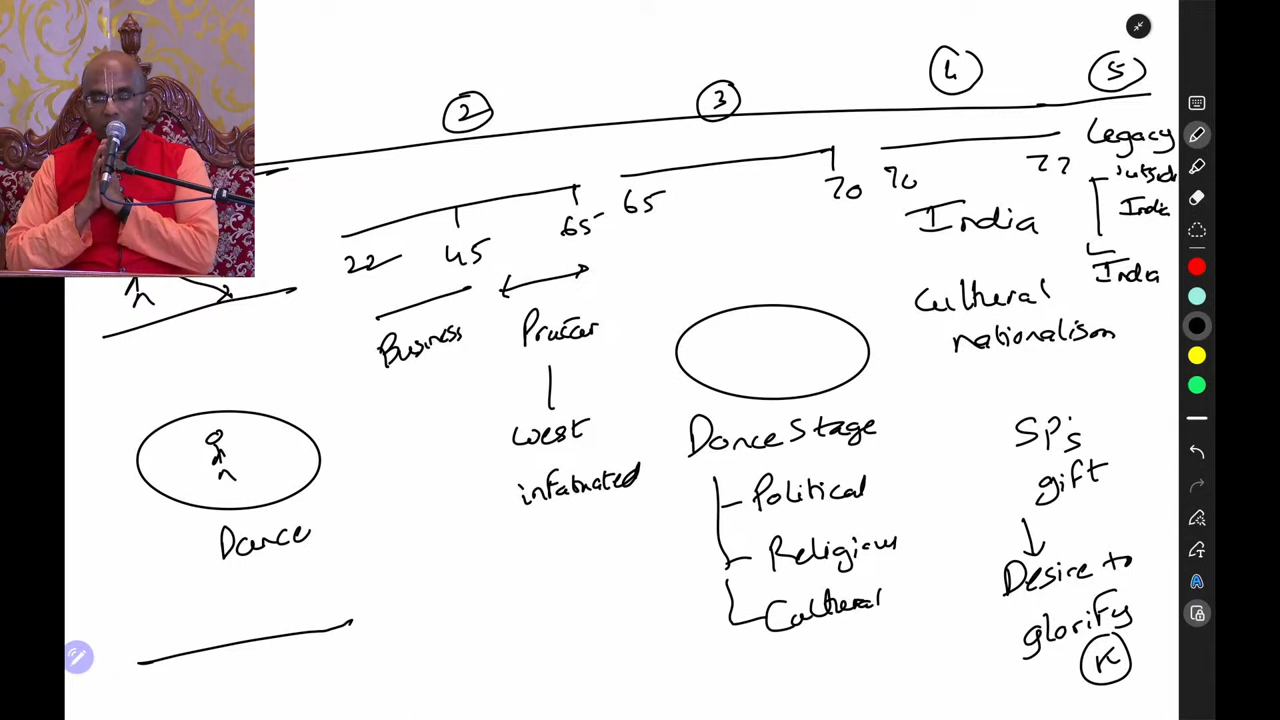 2
3
4
5
22
45
65
65
70
70
77
Legacy
outside
India
India
Business
India
Cultural
nationalism
West
infatuated
Dance Stage
Political
Religious
Cultural
SP's
gift
Desire to
glorify
K
Dance